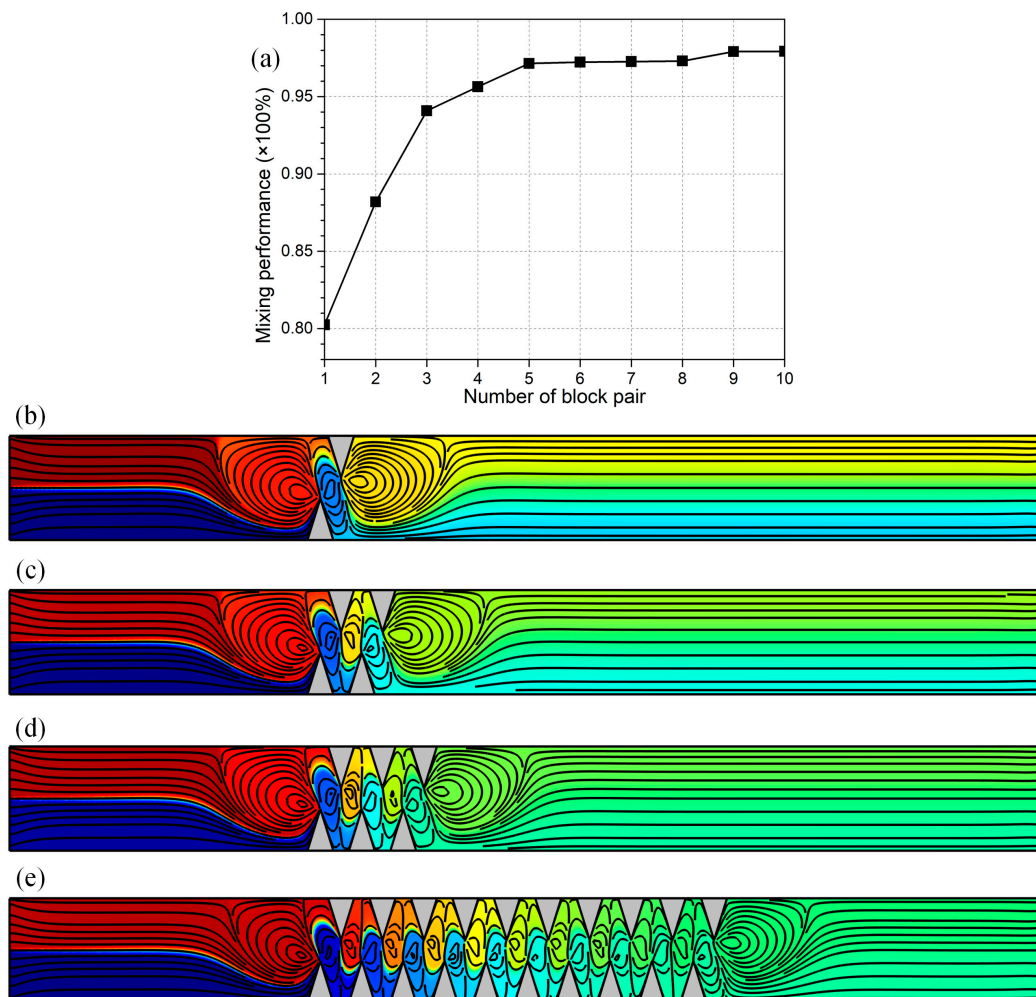 (a)
Mixing performance (×100%)
1.00
0.95
0.90
0.85
0.80
1 2 3 4 5 6 7 8 9 10
Number of block pair
(b)
(c)
(d)
(e)